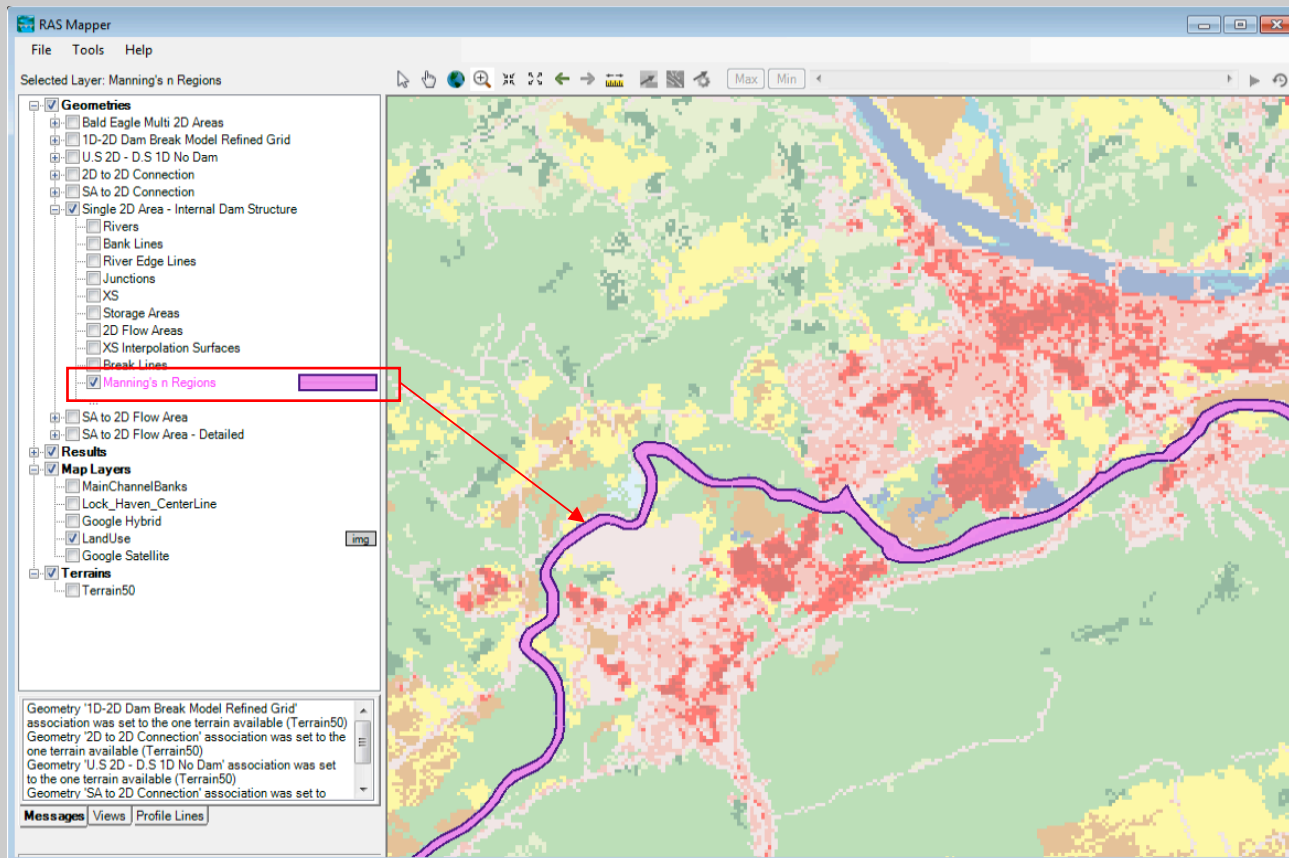 RAS Mapper
File Tools Help
Selected Layer: Manning's n Regions
Max Min
Geometries
Bald Eagle Multi 2D Areas
1D-2D Dam Break Model Refined Grid
U.S 2D - D.S 1D No Dam
2D to 2D Connection
SA to 2D Connection
Single 2D Area - Internal Dam Structure
Rivers
Bank Lines
River Edge Lines
Junctions
XS
Storage Areas
2D Flow Areas
XS Interpolation Surfaces
Break Lines
Manning's n Regions
...
SA to 2D Flow Area
SA to 2D Flow Area - Detailed
Results
Map Layers
MainChannelBanks
Lock_Haven_CenterLine
Google Hybrid
LandUse img
Google Satellite
Terrains
Terrain50
Geometry '1D-2D Dam Break Model Refined Grid'
association was set to the one terrain available (Terrain50)
Geometry '2D to 2D Connection' association was set to the
one terrain available (Terrain50)
Geometry 'U.S 2D - D.S 1D No Dam' association was set
to the one terrain available (Terrain50)
Geometry 'SA to 2D Connection' association was set to
Messages Views Profile Lines